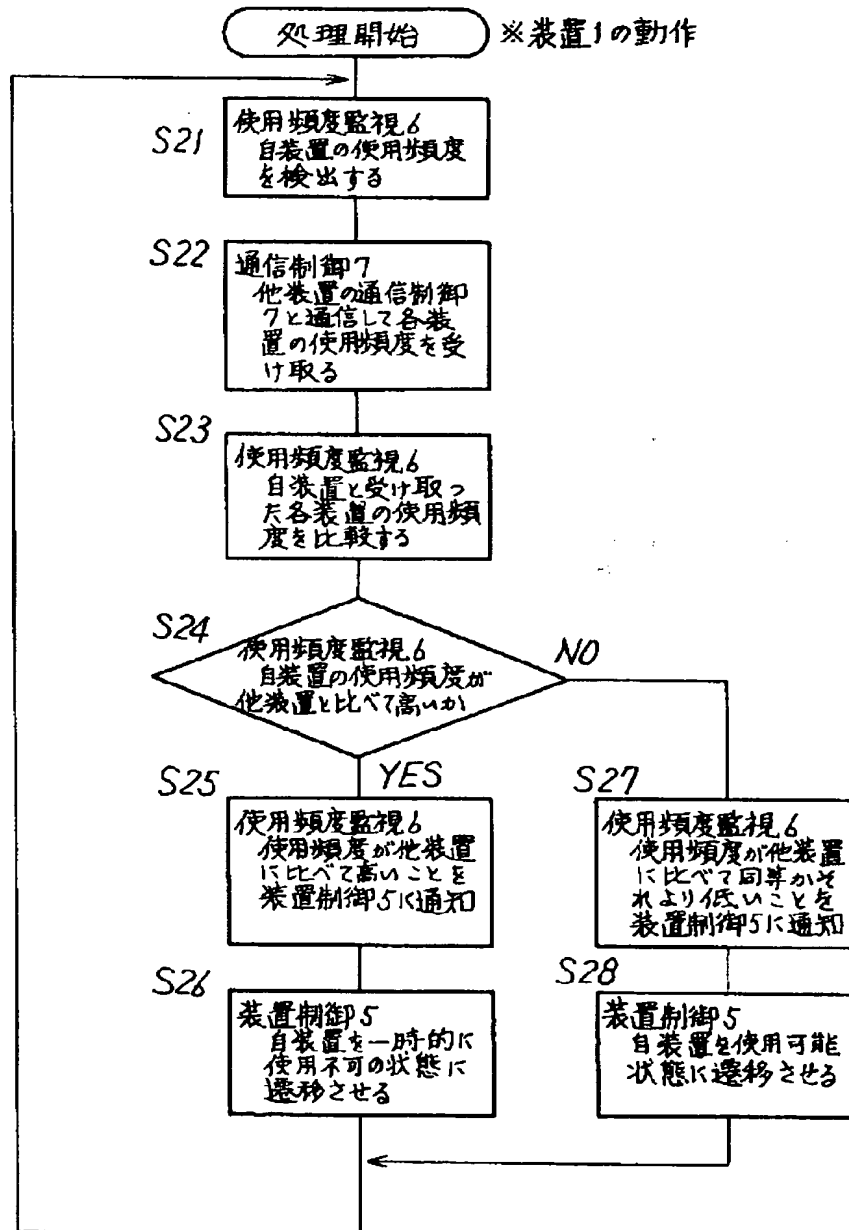 処理開始 ※装置1の動作
S21
使用頻度監視6
自装置の使用頻度
を検出する
S22
通信制御7
他装置の通信制御
7と通信して各装
置の使用頻度を受
け取る
S23
使用頻度監視6
自装置と受け取っ
た各装置の使用頻
度を比較する
S24
使用頻度監視6
自装置の使用頻度が
他装置と比べて高いか
NO
YES
S25
使用頻度監視6
使用頻度が他装置
に比べて高いことを
装置制御5に通知
S26
装置制御5
自装置を一時的に
使用不可の状態に
遷移させる
S27
使用頻度監視6
使用頻度が他装置
に比べて同等かそ
れより低いことを
装置制御5に通知
S28
装置制御5
自装置を使用可能
状態に遷移させる